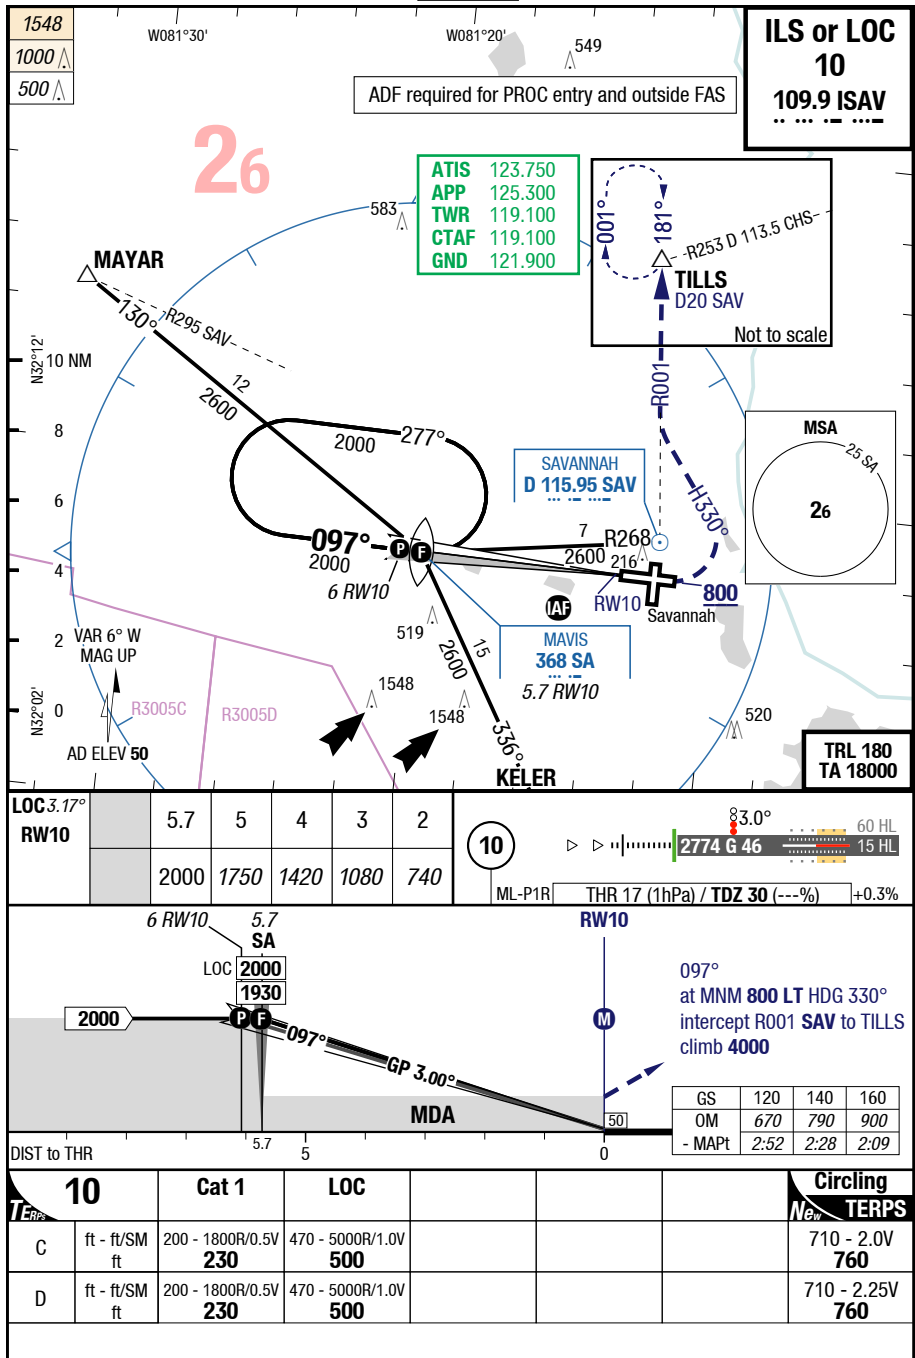 1548
1000
500
W081°30'
W081°20'
549
ILS or LOC
10
109.9 ISAV
ADF required for PROC entry and outside FAS
26
ATIS 123.750
APP 125.300
TWR 119.100
CTAF 119.100
GND 121.900
583
001°
181°
R253 D 113.5 CHS
TILLS
D20 SAV
Not to scale
R001
MAYAR
130°
R295 SAV
12
2600
N32°12'
10 NM
8
6
4
2
0
N32°02'
2000
277°
097°
2000
P
F
6 RW10
SAVANNAH
D 115.95 SAV
H330°
MSA
25 SA
26
7
R268
2600
216
RW10
800
Savannah
IAF
MAVIS
368 SA
5.7 RW10
519
15
2600
336°
KELER
1548
1548
520
VAR 6° W
MAG UP
R3005C
R3005D
AD ELEV 50
TRL 180
TA 18000
LOC 3.17°
RW10
5.7 5 4 3 2
2000 1750 1420 1080 740
10
3.0°
60 HL
2774 G 46
15 HL
ML-P1R
THR 17 (1hPa) / TDZ 30 (---%)
+0.3%
6 RW10
5.7
SA
LOC 2000
1930
2000
P
F
097°
GP 3.00°
MDA
RW10
M
50
097°
at MNM 800 LT HDG 330°
intercept R001 SAV to TILLS
climb 4000
GS 120 140 160
OM 670 790 900
- MAPt 2:52 2:28 2:09
DIST to THR
5.7
5
0
TERPS
10
Cat 1
LOC
Circling
New TERPS
C
ft - ft/SM
ft
200 - 1800R/0.5V
230
470 - 5000R/1.0V
500
710 - 2.0V
760
D
ft - ft/SM
ft
200 - 1800R/0.5V
230
470 - 5000R/1.0V
500
710 - 2.25V
760